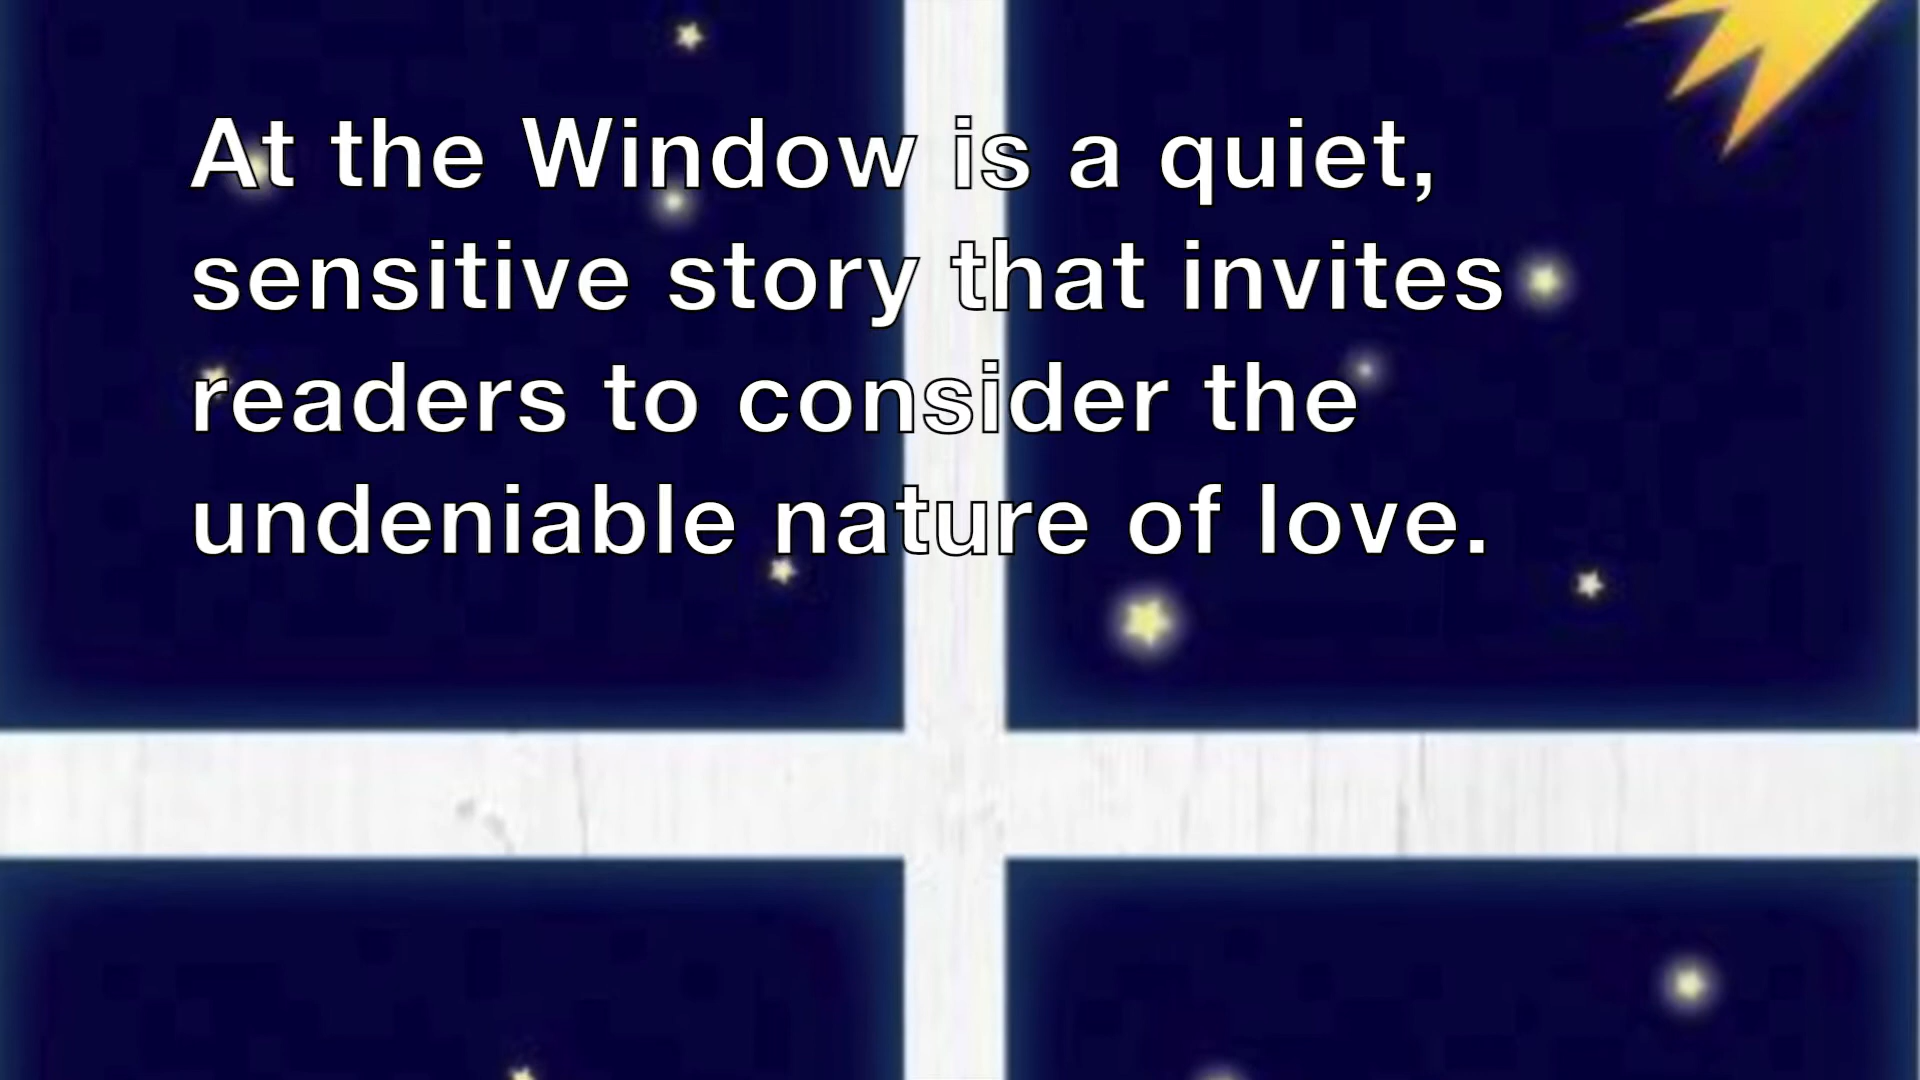 At the Window is a quiet,
sensitive story that invites
readers to consider the
undeniable nature of love.